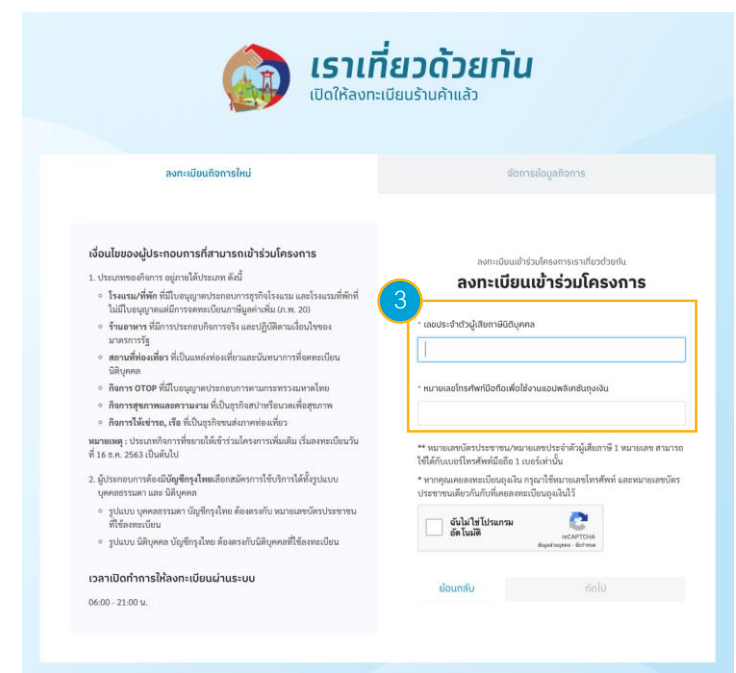 เราเที่ยวด้วยกัน
เปิดให้ลงทะเบียนร้านค้าแล้ว
ลงทะเบียนกิจการใหม่
จัดการข้อมูลกิจการ
เงื่อนไขของผู้ประกอบการที่สามารถเข้าร่วมโครงการ
1. ประเภทของกิจการ อยู่ภายใต้ประเภท ดังนี้
โรงแรม/ที่พัก ที่มีใบอนุญาตประกอบการธุรกิจโรงแรม และโรงแรมที่พักที่
ไม่มีใบอนุญาตแต่มีการจดทะเบียนภาษีมูลค่าเพิ่ม (ภ.พ. 20)
ร้านอาหาร ที่มีการประกอบกิจการจริง และปฏิบัติตามเงื่อนไขของ
มาตรการรัฐ
สถานที่ท่องเที่ยว ที่เป็นแหล่งท่องเที่ยวและนันทนาการที่จดทะเบียน
นิติบุคคล
กิจการ OTOP ที่มีใบอนุญาตประกอบการตามกระทรวงมหาดไทย
กิจการสุขภาพและความงาม ที่เป็นธุรกิจสปาหรือนวดเพื่อสุขภาพ
กิจการให้เช่ารถ, เรือ ที่เป็นธุรกิจขนส่งภาคท่องเที่ยว
หมายเหตุ : ประเภทกิจการที่ขยายให้เข้าร่วมโครงการเพิ่มเติม เริ่มลงทะเบียนวัน
ที่ 16 ธ.ค. 2563 เป็นต้นไป
2. ผู้ประกอบการต้องมีบัญชีกรุงไทยเลือกสมัครการใช้บริการได้ทั้งรูปแบบ
บุคคลธรรมดา และ นิติบุคคล
รูปแบบ บุคคลธรรมดา บัญชีกรุงไทย ต้องตรงกับ หมายเลขบัตรประชาชน
ที่ใช้ลงทะเบียน
รูปแบบ นิติบุคคล บัญชีกรุงไทย ต้องตรงกับนิติบุคคลที่ใช้ลงทะเบียน
เวลาเปิดทำการให้ลงทะเบียนผ่านระบบ
06:00 - 21:00 น.
ลงทะเบียนเข้าร่วมโครงการเราเที่ยวด้วยกัน
ลงทะเบียนเข้าร่วมโครงการ
3
* เลขประจำตัวผู้เสียภาษีนิติบุคคล
* หมายเลขโทรศัพท์มือถือเพื่อใช้งานแอปพลิเคชันถุงเงิน
** หมายเลขบัตรประชาชน/หมายเลขประจำตัวผู้เสียภาษี 1 หมายเลข สามารถ
ใช้ได้กับเบอร์โทรศัพท์มือถือ 1 เบอร์เท่านั้น
* หากคุณเคยลงทะเบียนถุงเงิน กรุณาใช้หมายเลขโทรศัพท์ และหมายเลขบัตร
ประชาชนเดียวกันกับที่เคยลงทะเบียนถุงเงินไว้
ฉันไม่ใช่โปรแกรม
อัตโนมัติ
reCAPTCHA
ข้อมูลส่วนบุคคล - ข้อกำหนด
ย้อนกลับ
ถัดไป